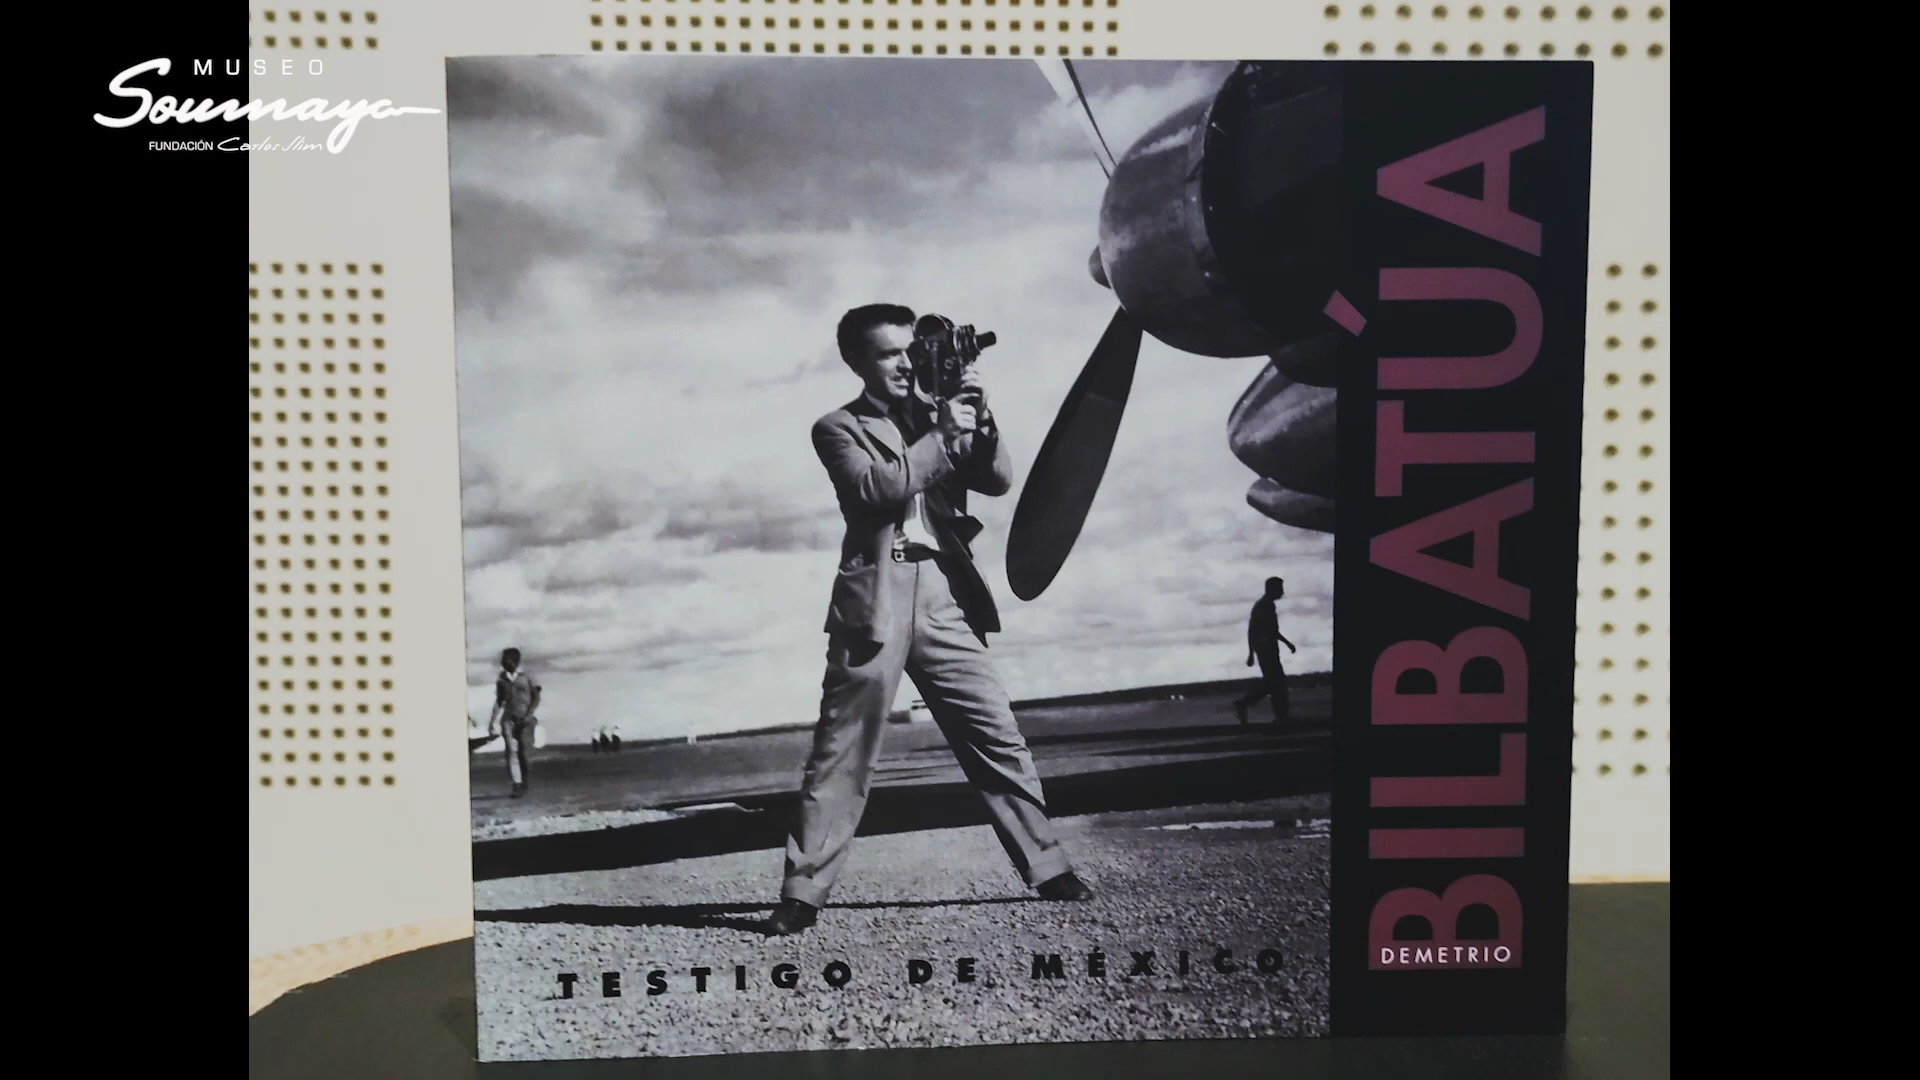 MUSEO
Soumaya
FUNDACIÓN Carlos Slim
BILBATÚA
DEMETRIO
TESTIGO DE MÉXICO